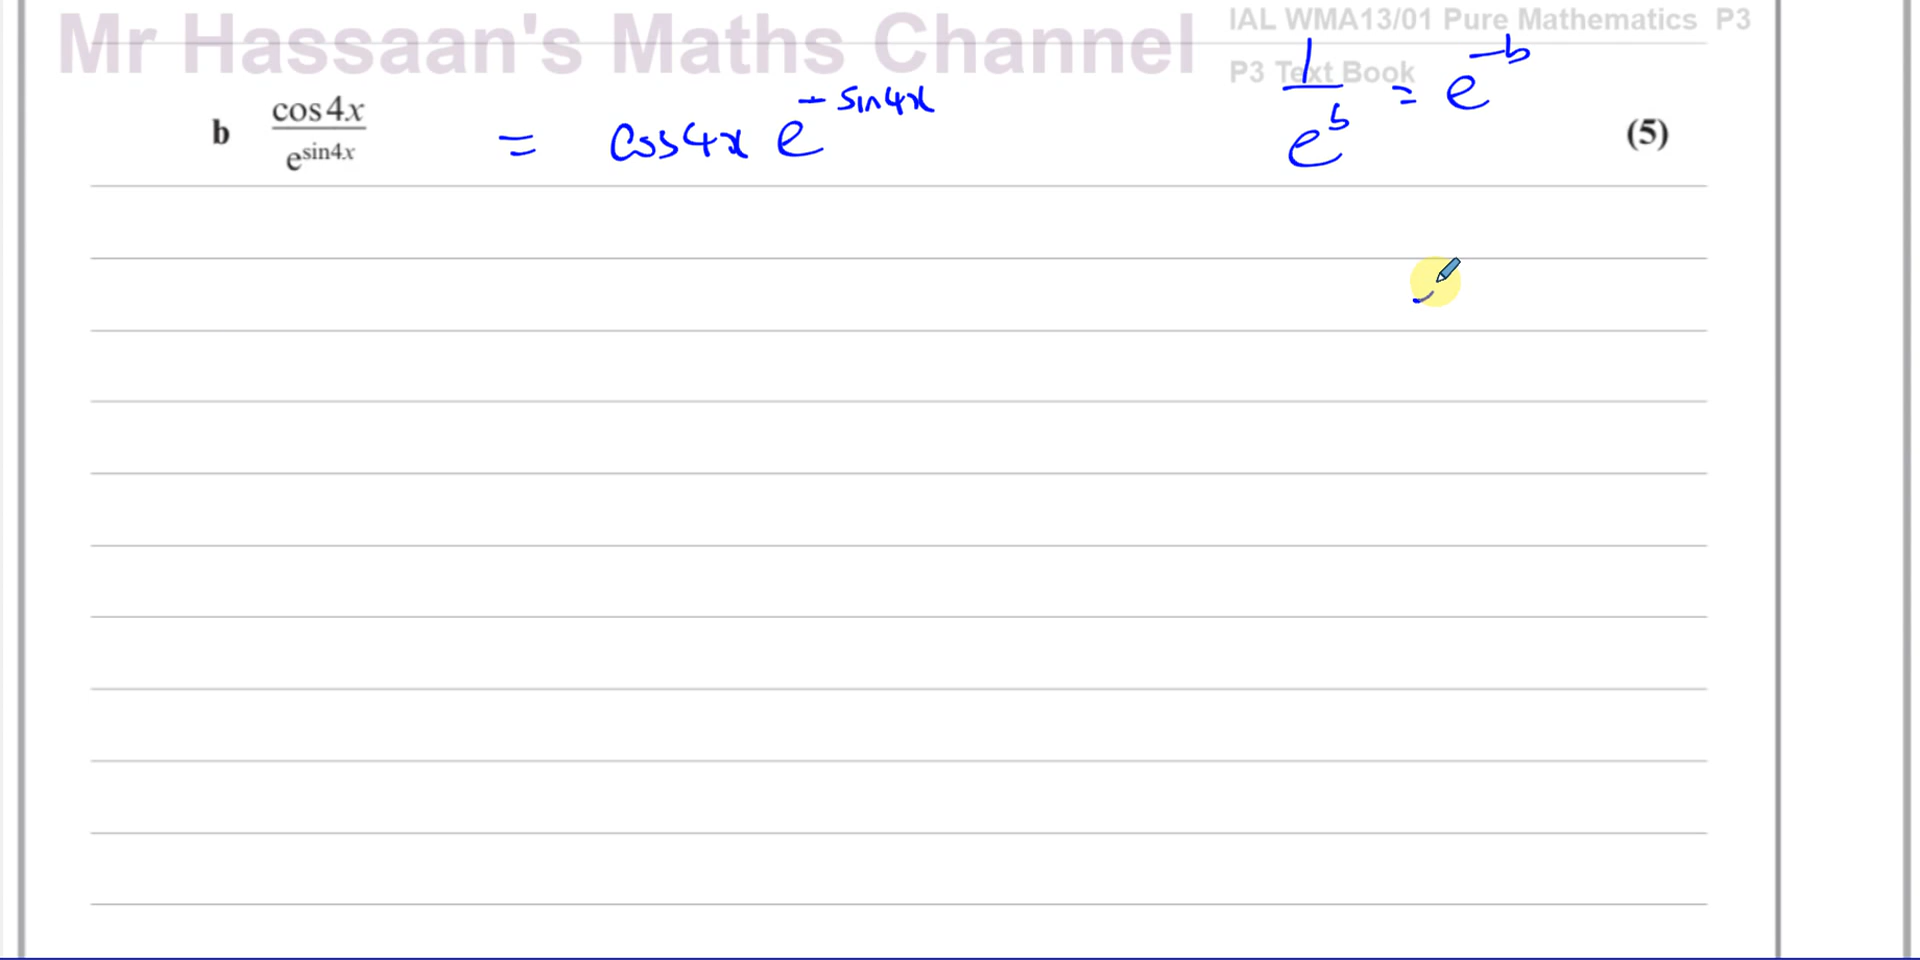 Mr Hassaan's Maths Channel
IAL WMA13/01 Pure Mathematics P3
P3 Text Book
b cos4x / e^sin4x = cos4x e^-sin4x
1 / e^b = e^-b
(5)